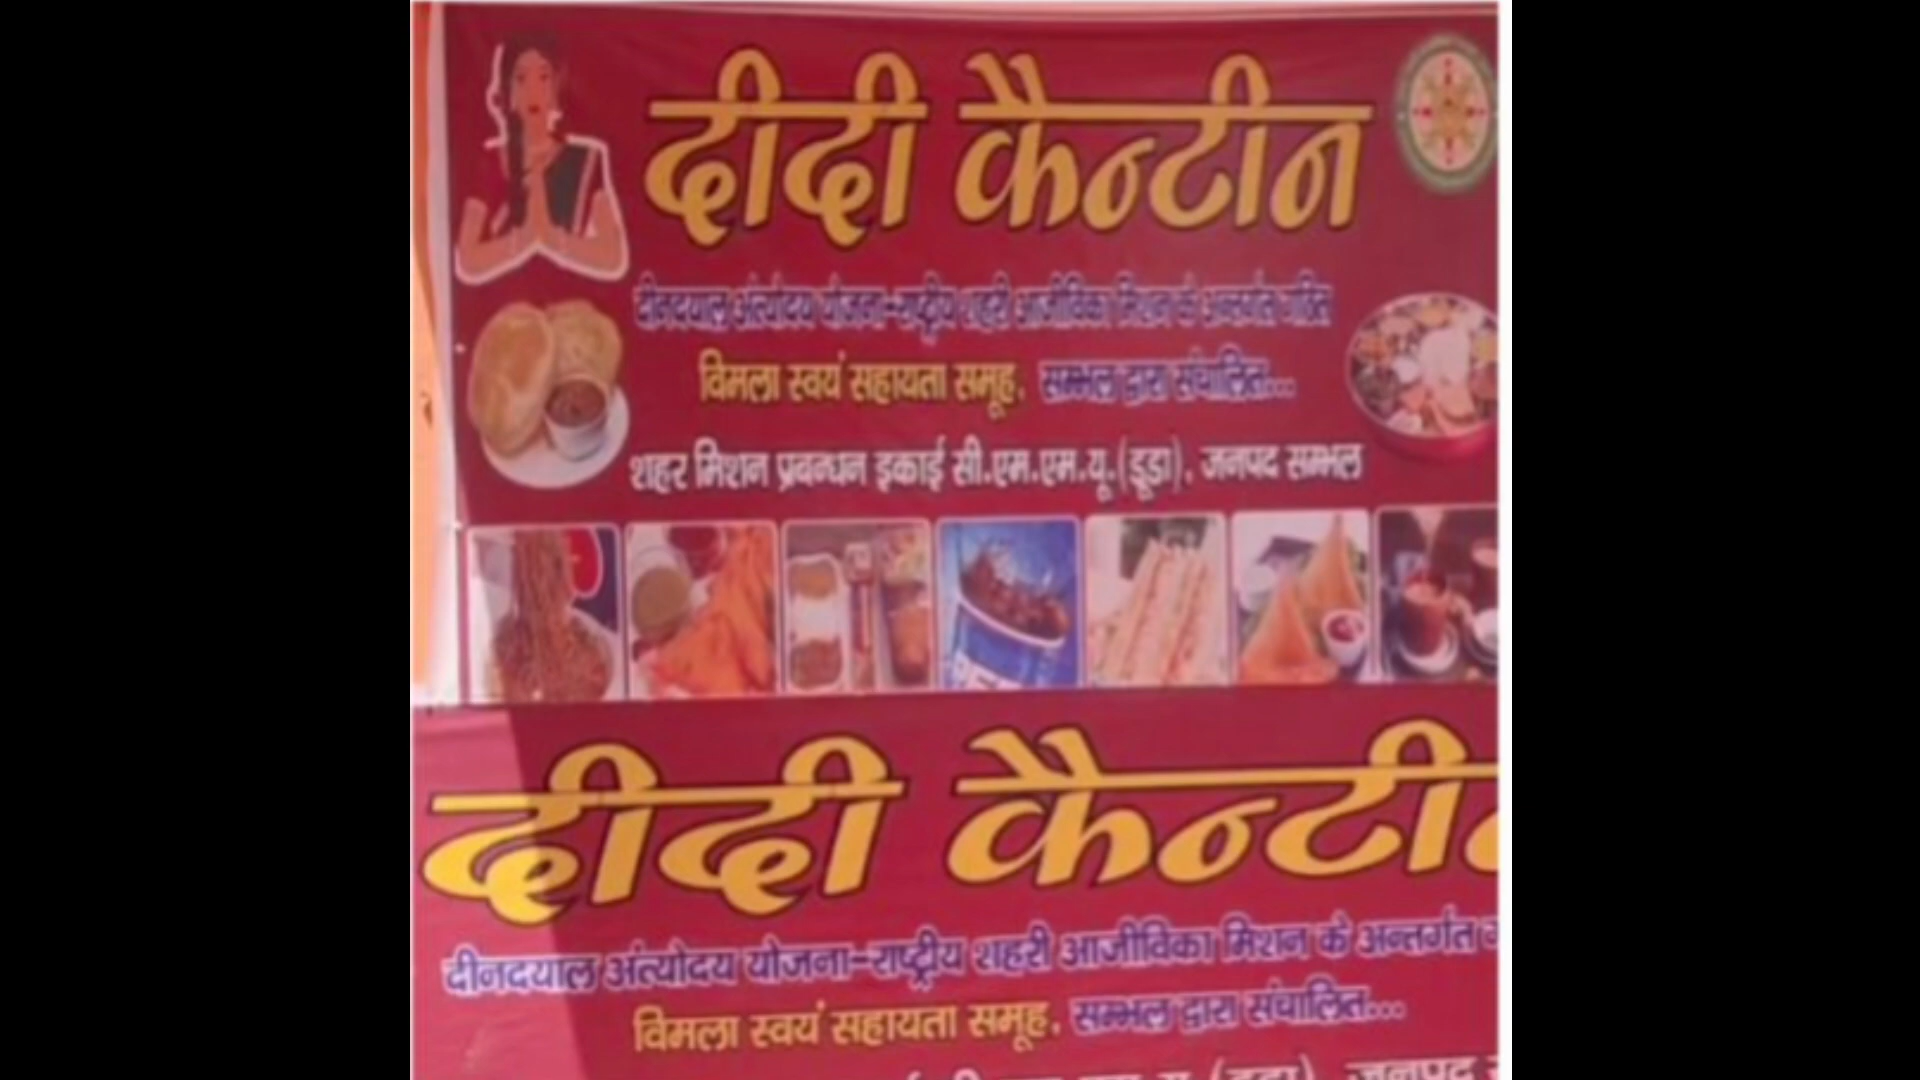 दीदी कैन्टीन
दीनदयाल अंत्योदय योजना-राष्ट्रीय शहरी आजीविका मिशन के अन्तर्गत गठित
विमला स्वयं सहायता समूह, सम्भल द्वारा संचालित...
शहर मिशन प्रबन्धन इकाई सी.एम.एम.यू.(डूडा), जनपद सम्भल
दीदी कैन्टी
दीनदयाल अंत्योदय योजना-राष्ट्रीय शहरी आजीविका मिशन के अन्तर्गत
विमला स्वयं सहायता समूह, सम्भल द्वारा संचालित...
(डूडा), जनपद